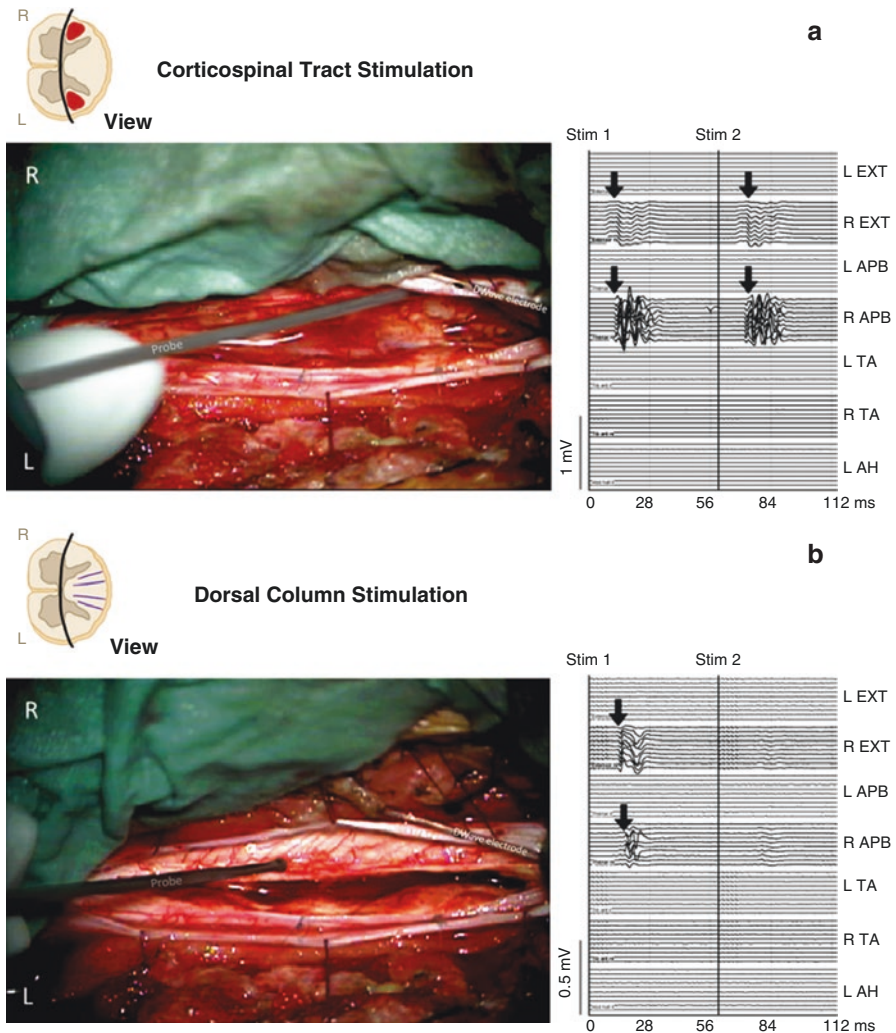 R
a
Corticospinal Tract Stimulation
L
View
Stim 1
Stim 2
R
DWave electrode
Probe
L
L EXT
R EXT
L APB
R APB
L TA
R TA
L AH
1 mV
0 28 56 84 112 ms
R
b
Dorsal Column Stimulation
L
View
Stim 1
Stim 2
R
DWave electrode
Probe
L
L EXT
R EXT
L APB
R APB
L TA
R TA
L AH
0.5 mV
0 28 56 84 112 ms